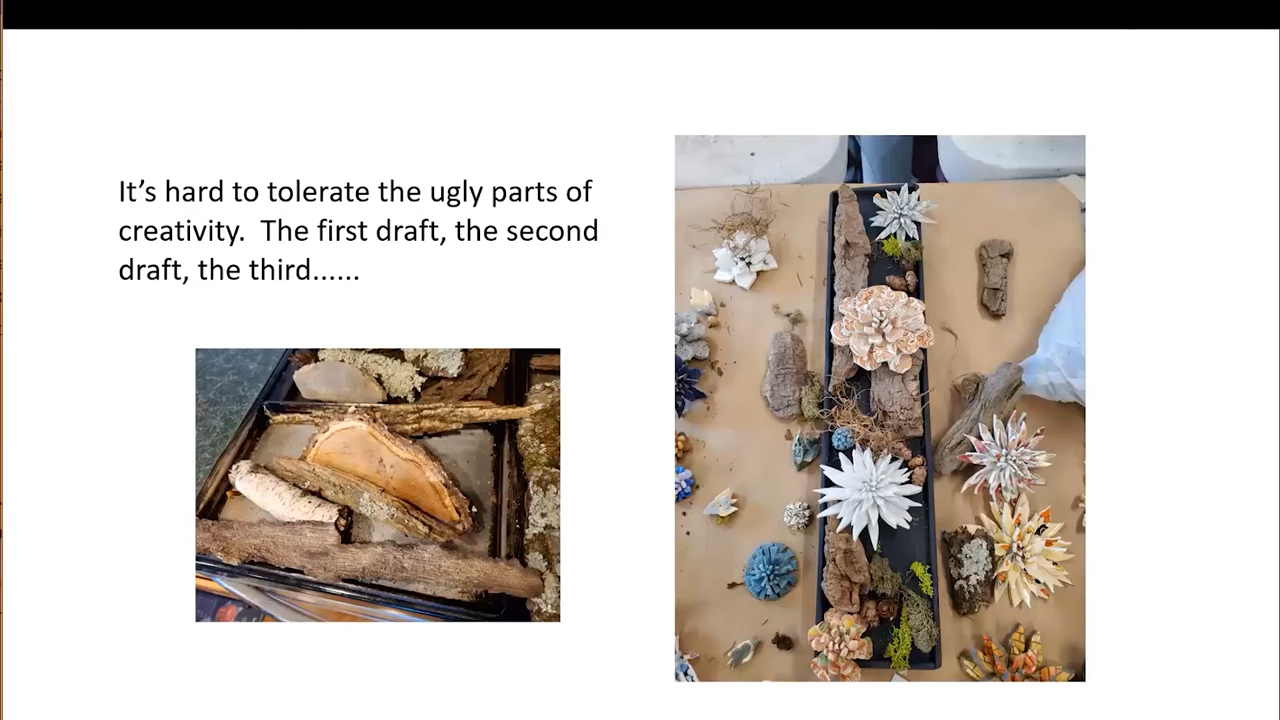 It’s hard to tolerate the ugly parts of
creativity.  The first draft, the second
draft, the third......